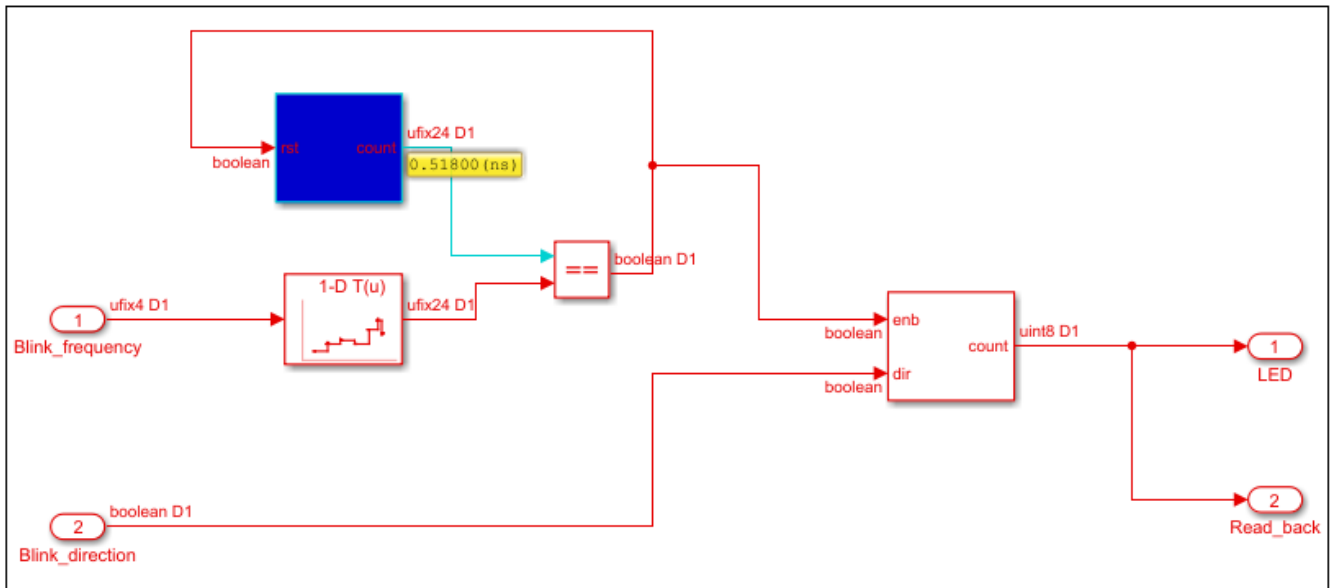 rst
count
boolean
ufix24 D1
0.51800(ns)
==
boolean D1
1-D T(u)
ufix4 D1
ufix24 D1
1
Blink_frequency
enb
boolean
count
uint8 D1
dir
boolean
1
LED
boolean D1
2
Blink_direction
2
Read_back